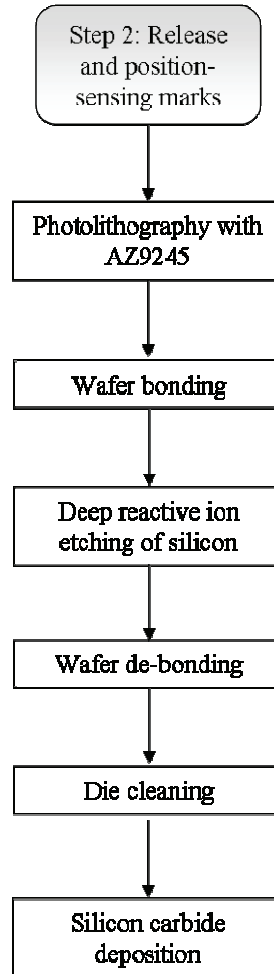 Step 2: Release
and position-
sensing marks
Photolithography with
AZ9245
Wafer bonding
Deep reactive ion
etching of silicon
Wafer de-bonding
Die cleaning
Silicon carbide
deposition